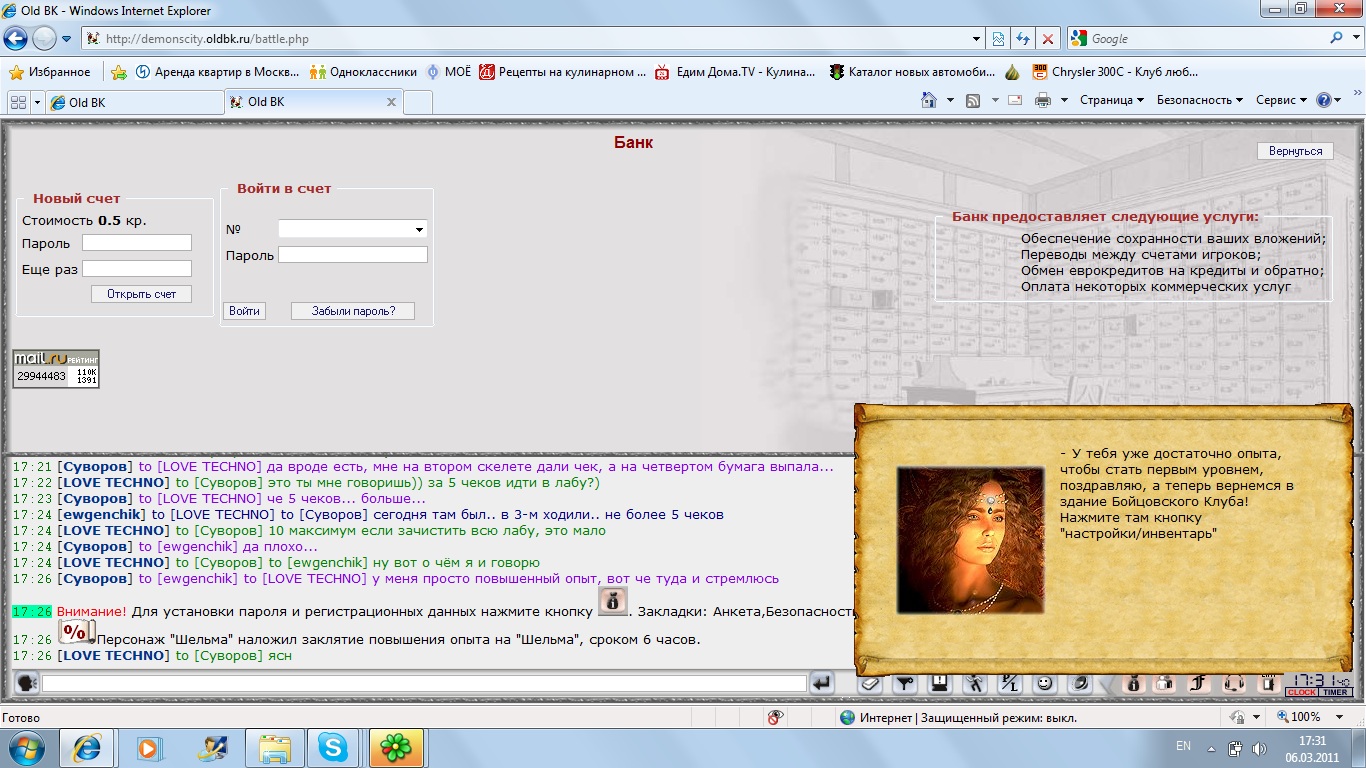 Old BK - Windows Internet Explorer
http://demonscity.oldbk.ru/battle.php
Google
Избранное
Аренда квартир в Москв...
Одноклассники
МОЁ
Рецепты на кулинарном ...
Едим Дома.TV - Кулина...
Каталог новых автомоби...
Chrysler 300C - Клуб люб...
Old BK
Old BK
Страница
Безопасность
Сервис
Банк
Вернуться
Новый счет
Стоимость 0.5 кр.
Пароль
Еще раз
Открыть счет
Войти в счет
№
Пароль
Войти
Забыли пароль?
Банк предоставляет следующие услуги:
Обеспечение сохранности ваших вложений;
Переводы между счетами игроков;
Обмен еврокредитов на кредиты и обратно;
Оплата некоторых коммерческих услуг
mail.ru РЕЙТИНГ
29944483 110K
1391
17:21 [Суворов] to [LOVE TECHNO] да вроде есть, мне на втором скелете дали чек, а на четвертом бумага выпала...
17:22 [LOVE TECHNO] to [Суворов] это ты мне говоришь)) за 5 чеков идти в лабу?)
17:23 [Суворов] to [LOVE TECHNO] че 5 чеков... больше...
17:24 [ewgenchik] to [LOVE TECHNO] to [Суворов] сегодня там был.. в 3-м ходили.. не более 5 чеков
17:24 [LOVE TECHNO] to [Суворов] 10 максимум если зачистить всю лабу, это мало
17:24 [Суворов] to [ewgenchik] да плохо...
17:24 [LOVE TECHNO] to [Суворов] to [ewgenchik] ну вот о чём я и говорю
17:26 [Суворов] to [ewgenchik] to [LOVE TECHNO] у меня просто повышенный опыт, вот че туда и стремлюсь
17:26 Внимание! Для установки пароля и регистрационных данных нажмите кнопку . Закладки: Анкета,Безопасность
17:26 % Персонаж "Шельма" наложил заклятие повышения опыта на "Шельма", сроком 6 часов.
17:26 [LOVE TECHNO] to [Суворов] ясн
- У тебя уже достаточно опыта,
чтобы стать первым уровнем,
поздравляю, а теперь вернемся в
здание Бойцовского Клуба!
Нажмите там кнопку
"настройки/инвентарь"
17:31:40
CLOCK TIMER
Готово
Интернет | Защищенный режим: выкл.
100%
EN
17:31
06.03.2011